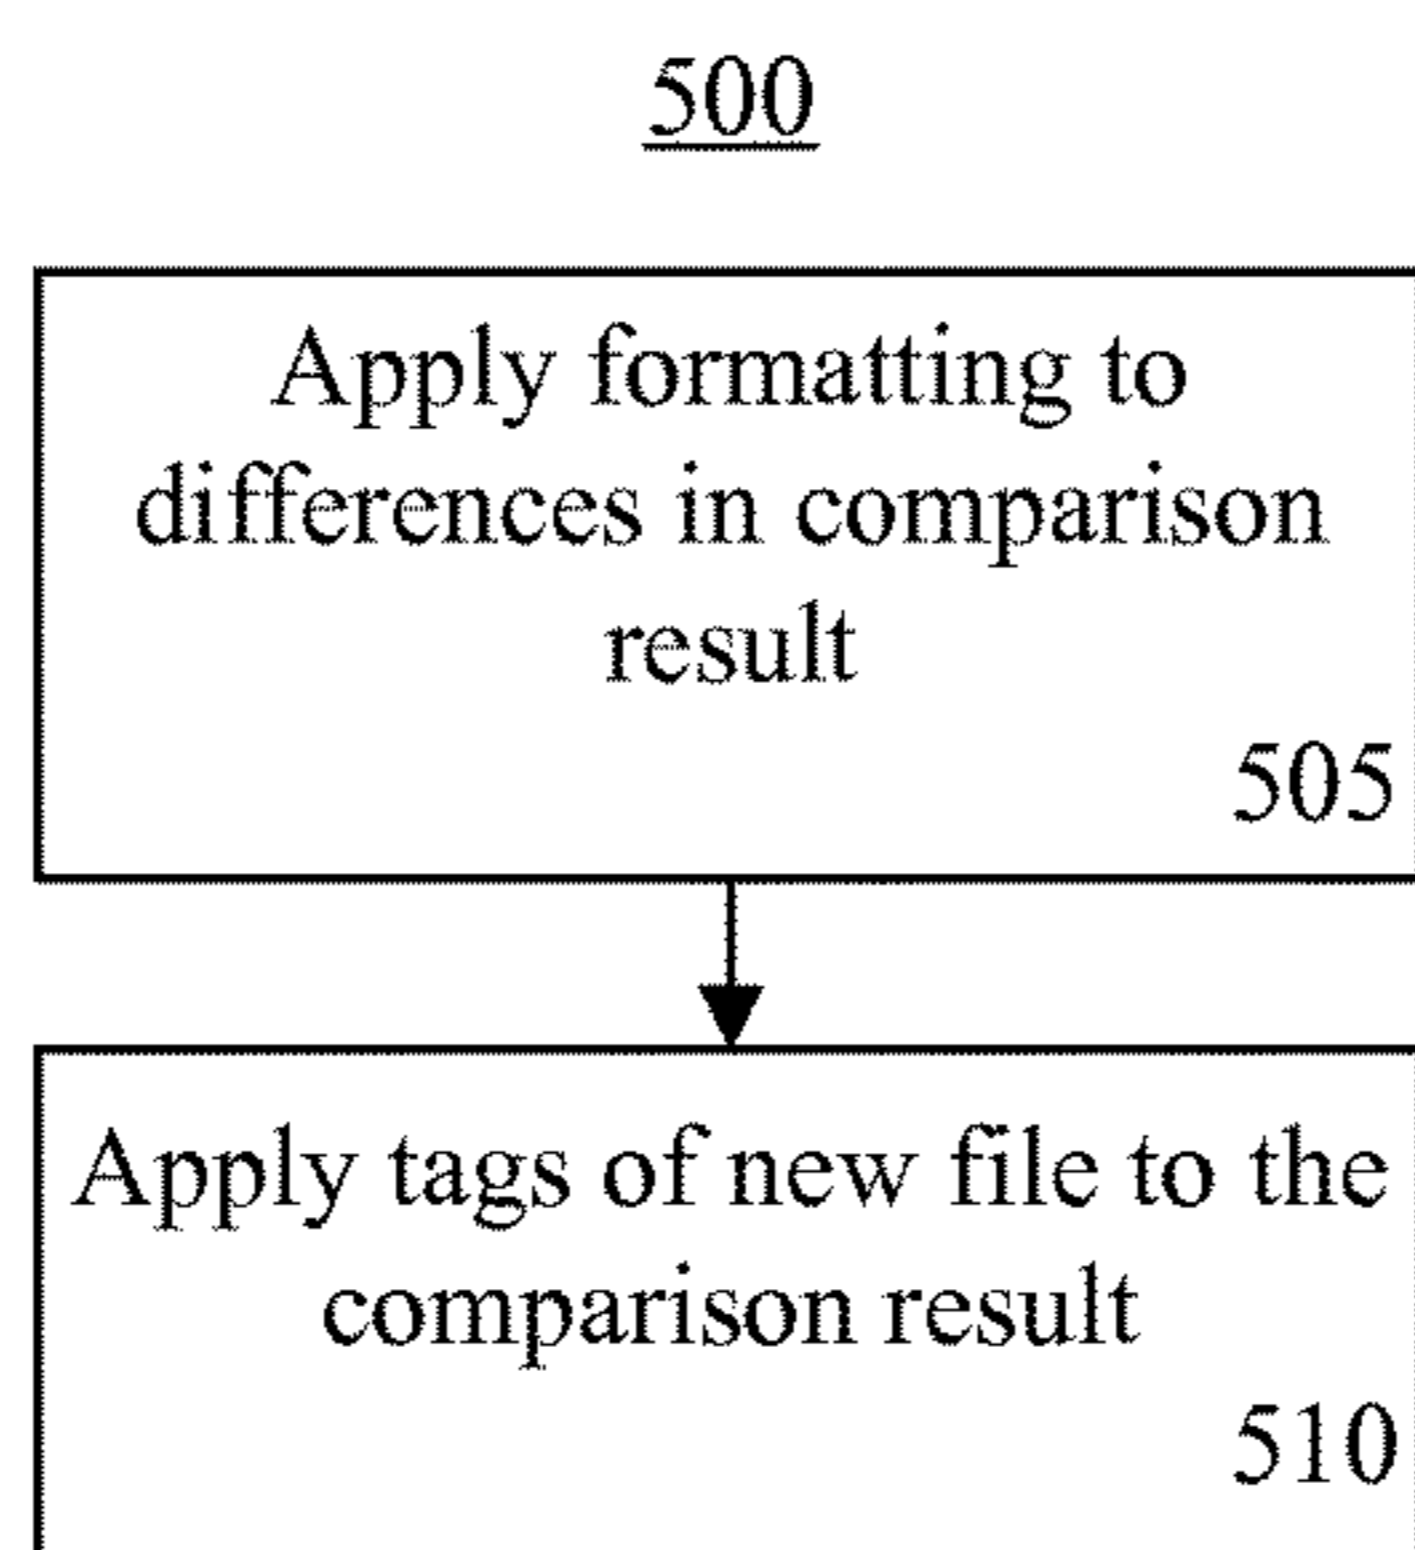 500
Apply formatting to
differences in comparison
result
505
Apply tags of new file to the
comparison result
510